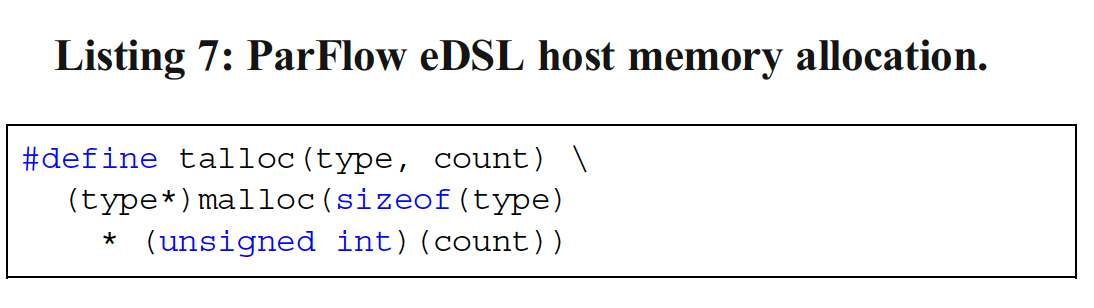 Listing 7: ParFlow eDSL host memory allocation.
#define talloc(type, count) \
(type*)malloc(sizeof(type)
* (unsigned int)(count))